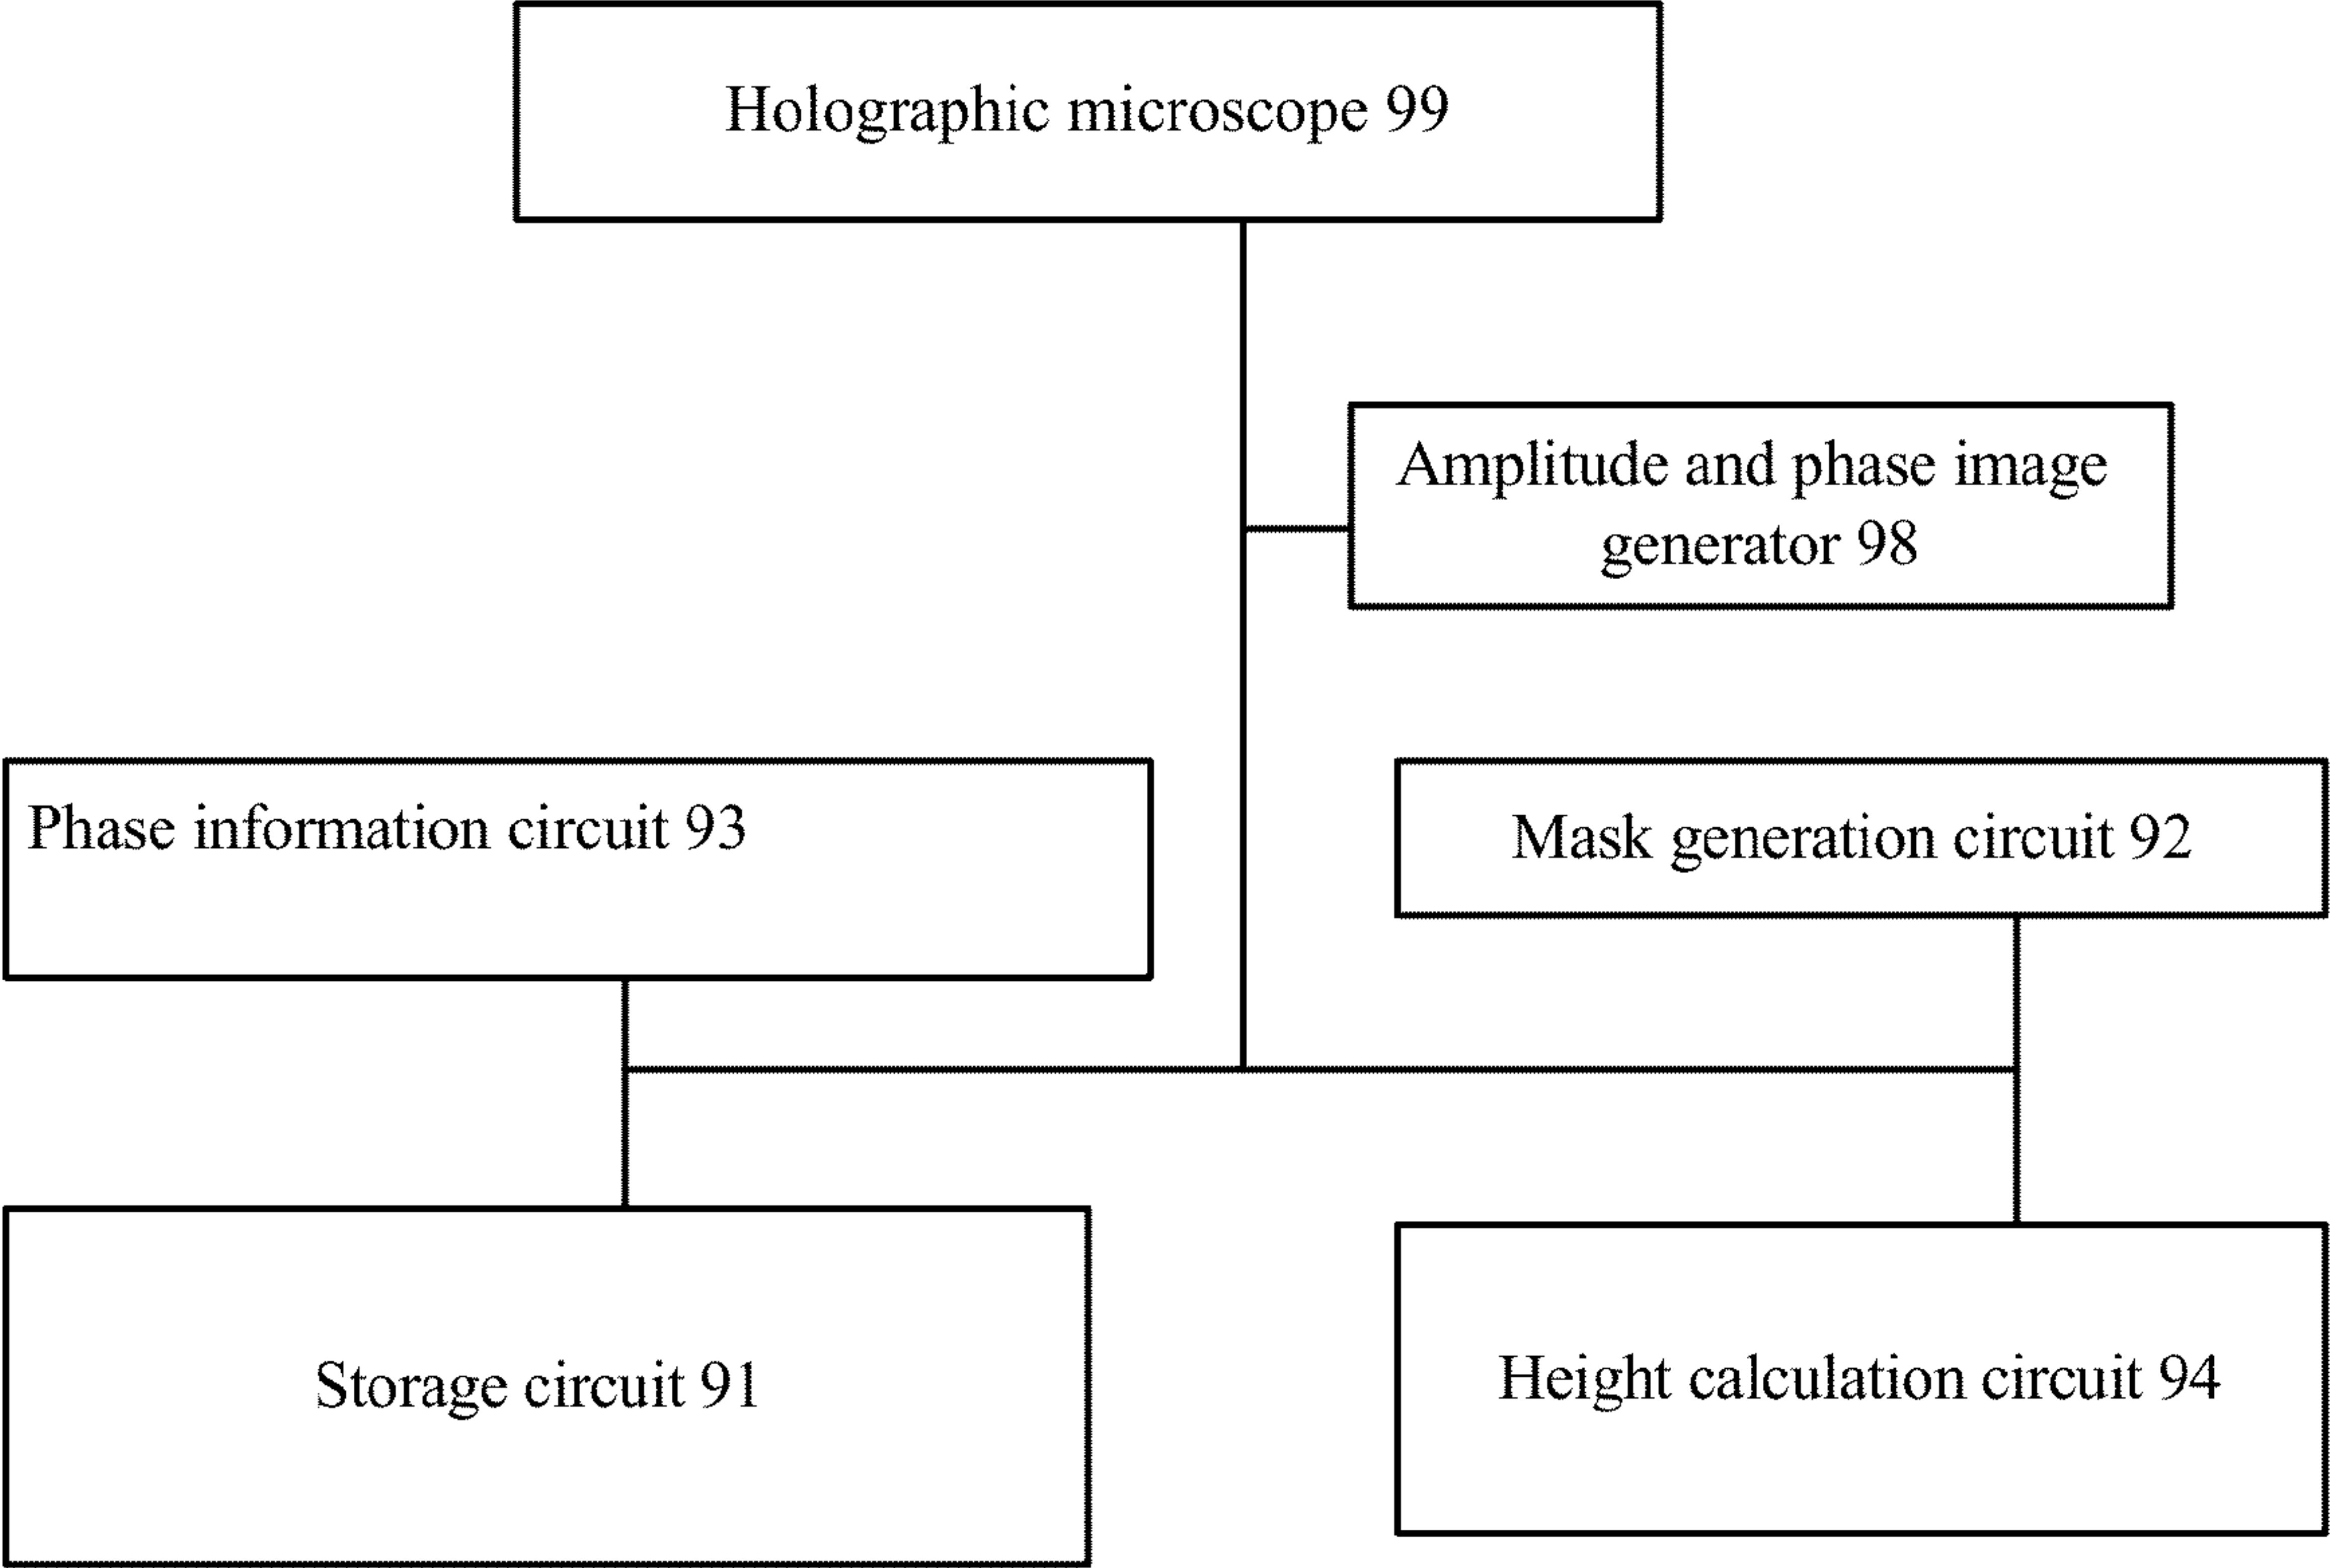 Holographic microscope 99
Amplitude and phase image
generator 98
Phase information circuit 93
Mask generation circuit 92
Storage circuit 91
Height calculation circuit 94